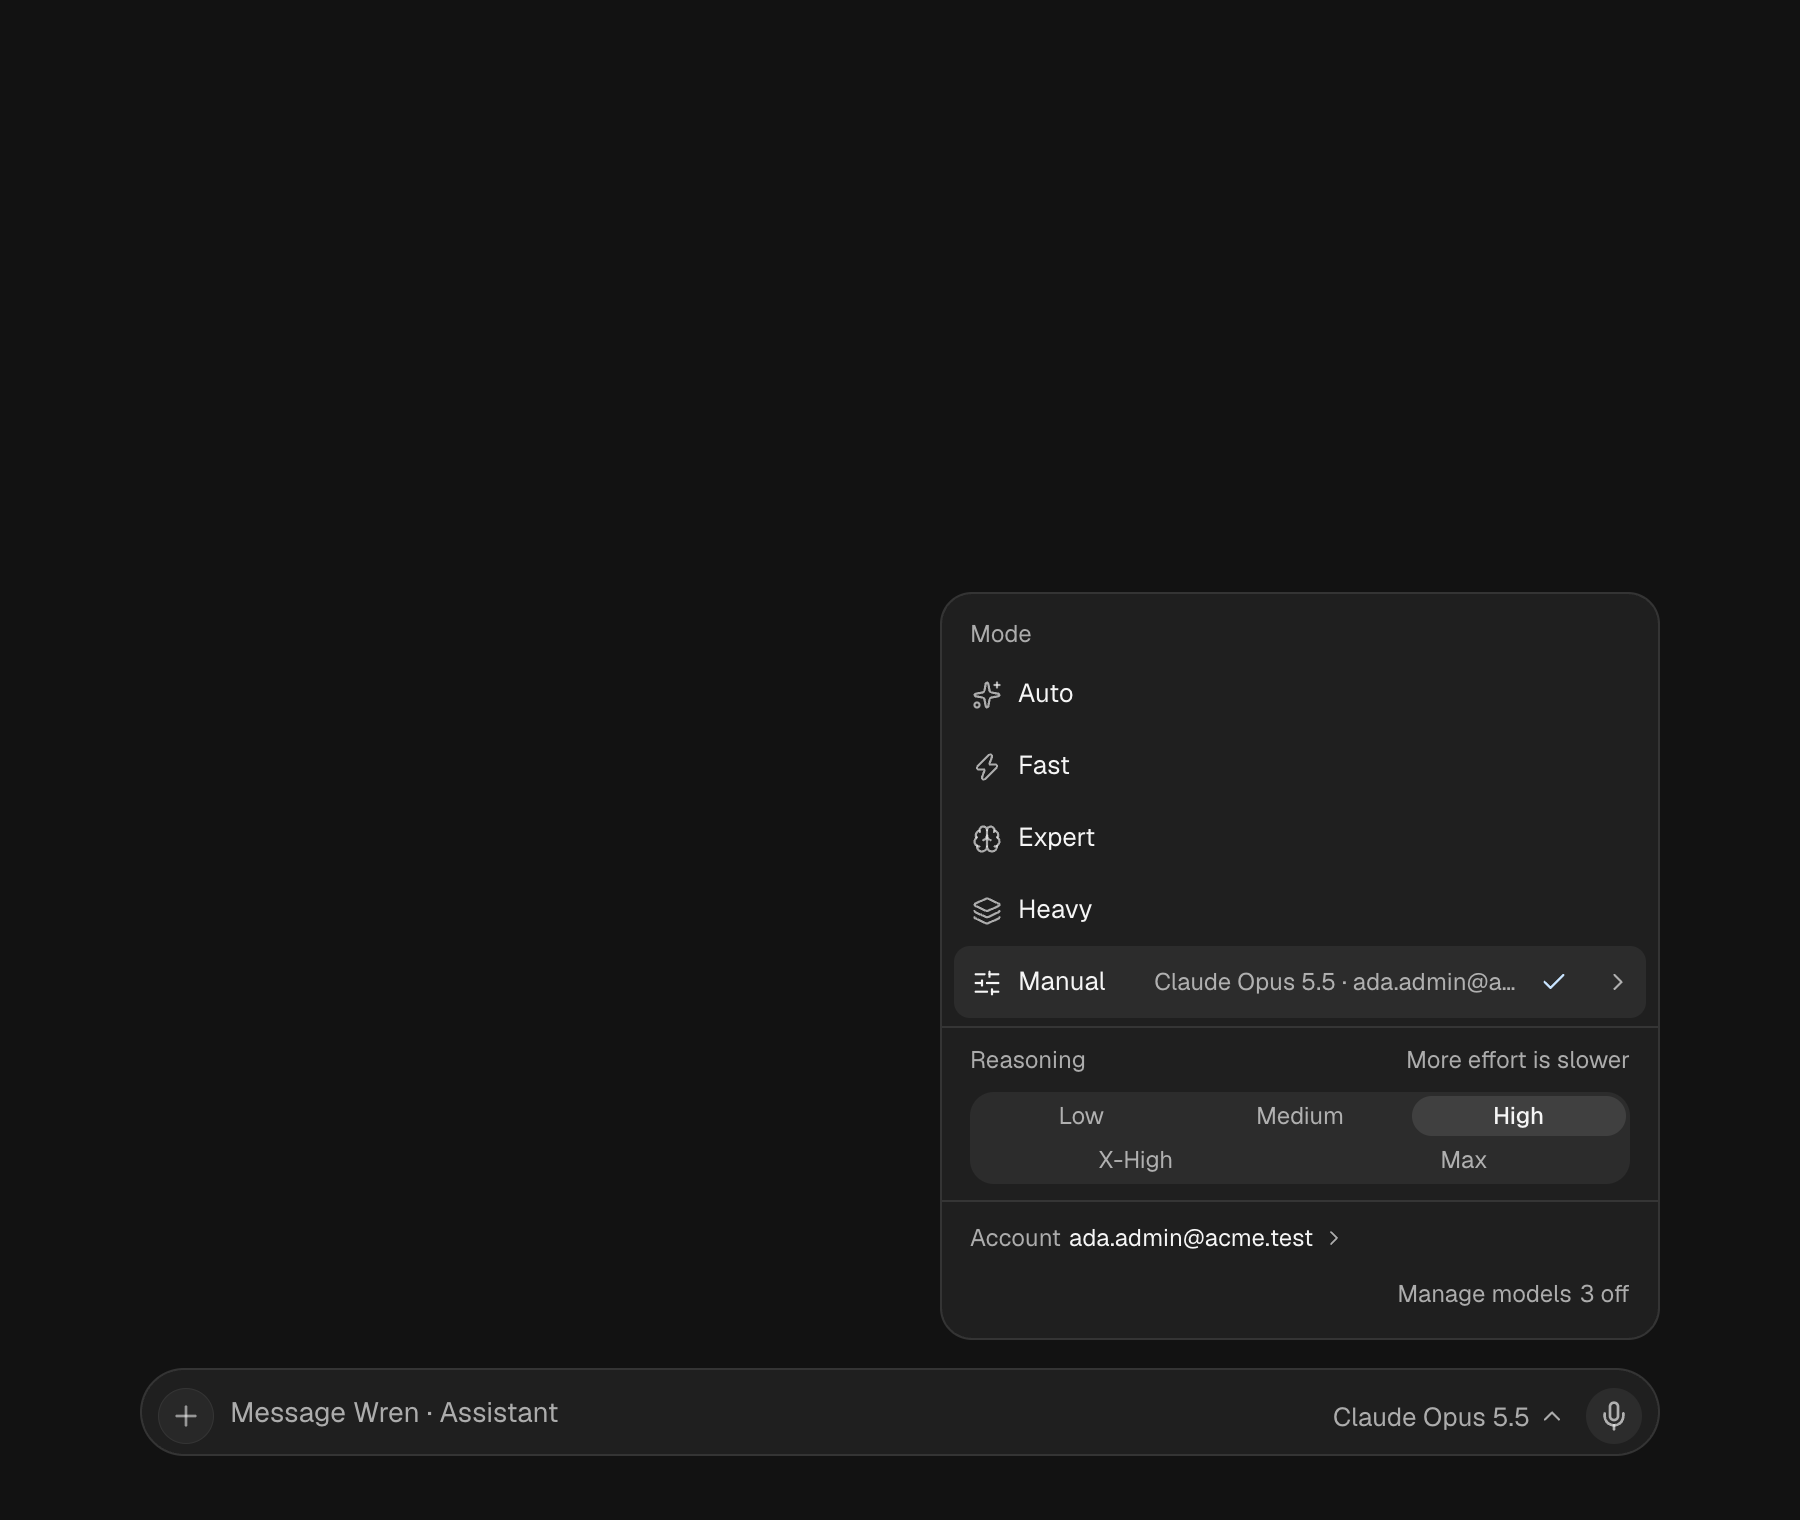 Mode
Auto
Fast
Expert
Heavy
Manual Claude Opus 5.5 · ada.admin@a...
Reasoning More effort is slower
Low Medium High
X-High Max
Account ada.admin@acme.test
Manage models 3 off
Message Wren · Assistant Claude Opus 5.5